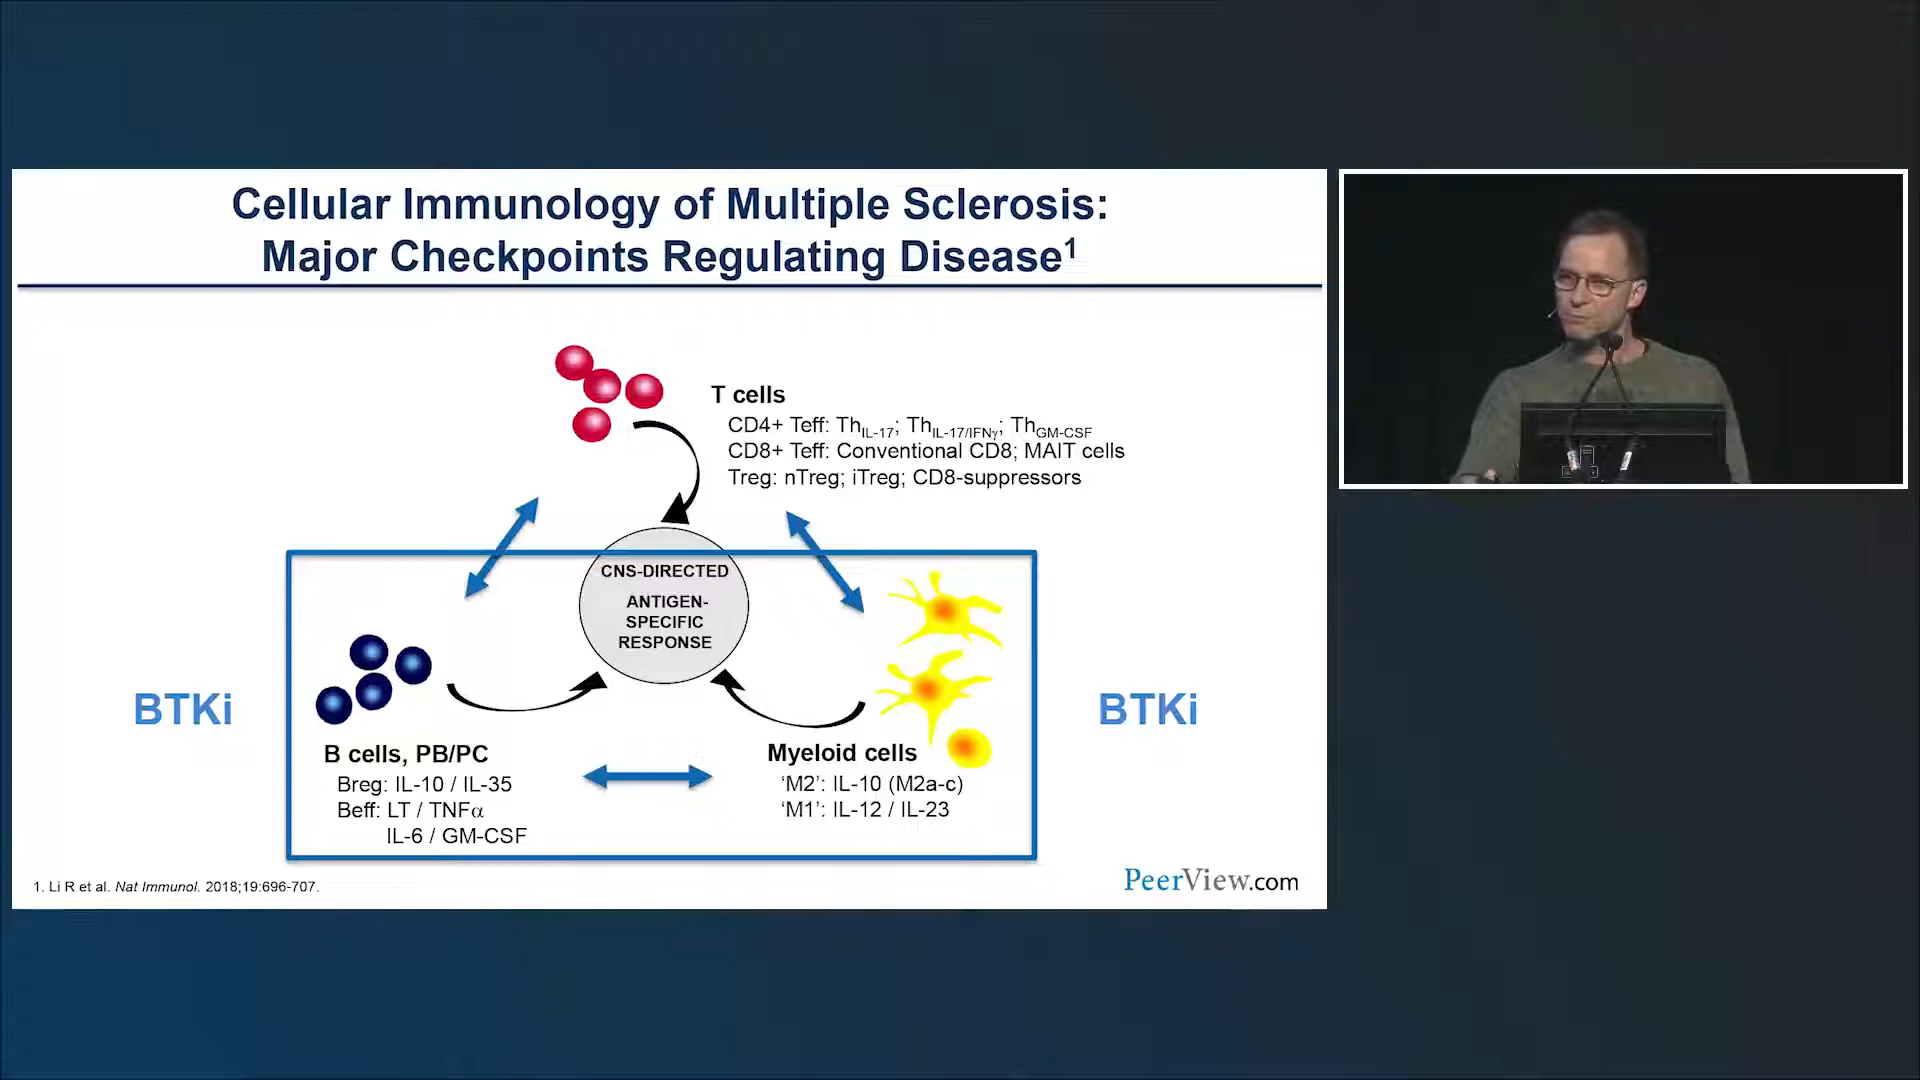 Cellular Immunology of Multiple Sclerosis:
Major Checkpoints Regulating Disease¹
T cells
CD4+ Teff: ThIL-17; ThIL-17/IFNγ; ThGM-CSF
CD8+ Teff: Conventional CD8; MAIT cells
Treg: nTreg; iTreg; CD8-suppressors
CNS-DIRECTED
ANTIGEN-
SPECIFIC
RESPONSE
BTKi
BTKi
B cells, PB/PC
Breg: IL-10 / IL-35
Beff: LT / TNFα
IL-6 / GM-CSF
Myeloid cells
‘M2’: IL-10 (M2a-c)
‘M1’: IL-12 / IL-23
1. Li R et al. Nat Immunol. 2018;19:696-707.
PeerView.com